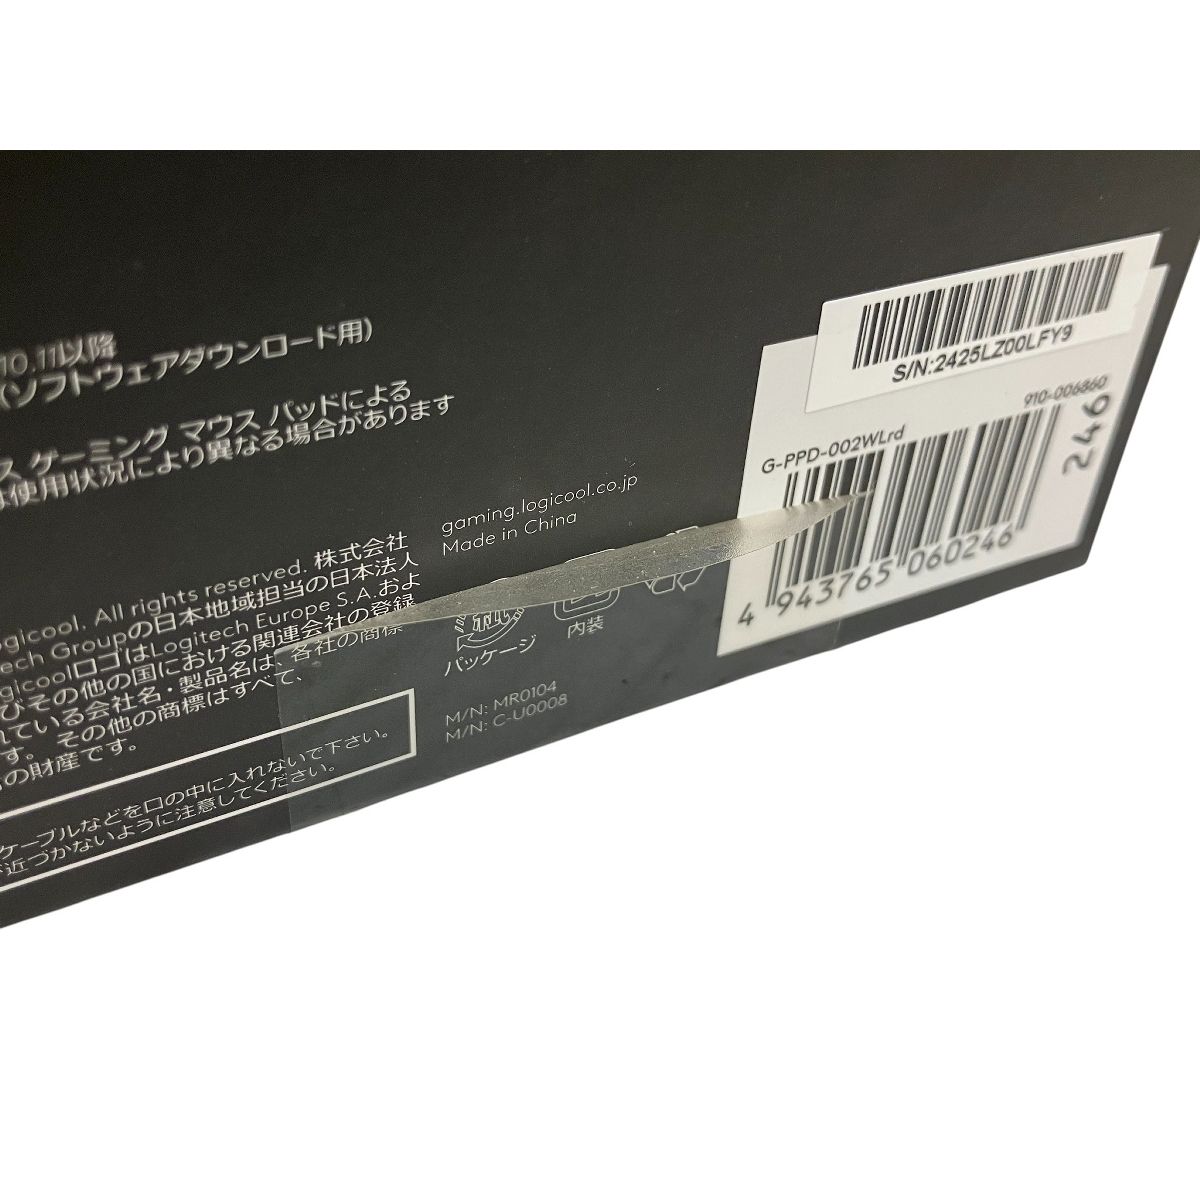 10.11以降
(ソフトウェアダウンロード用)
ス ゲーミング マウス パッドによる
は使用状況により異なる場合があります
ogicool. All rights reserved. 株式会社
tech Groupの日本地域担当の日本法人
gicoolロゴはLogitech Europe S.A.およ
びその他の国における関連会社の登録
れている会社名・製品名は、各社の商標
す。 その他の商標はすべて、
の財産です。
ケーブルなどを口の中に入れないで下さい。
が近づかないように注意してください。
gaming.logicool.co.jp
Made in China
パッケージ
内装
M/N: MR0104
M/N: C-U0008
S/N:2425LZ00LFY9
910-006860
G-PPD-002WLrd
246
4 943765 060246